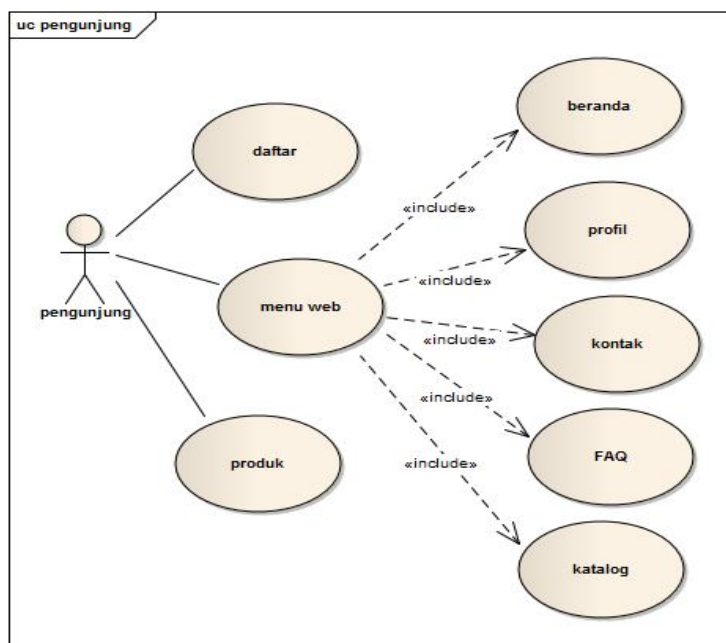 uc pengunjung
beranda
daftar
«include»
profil
«include»
pengunjung
menu web
«include»
kontak
«include»
FAQ
produk
«include»
katalog